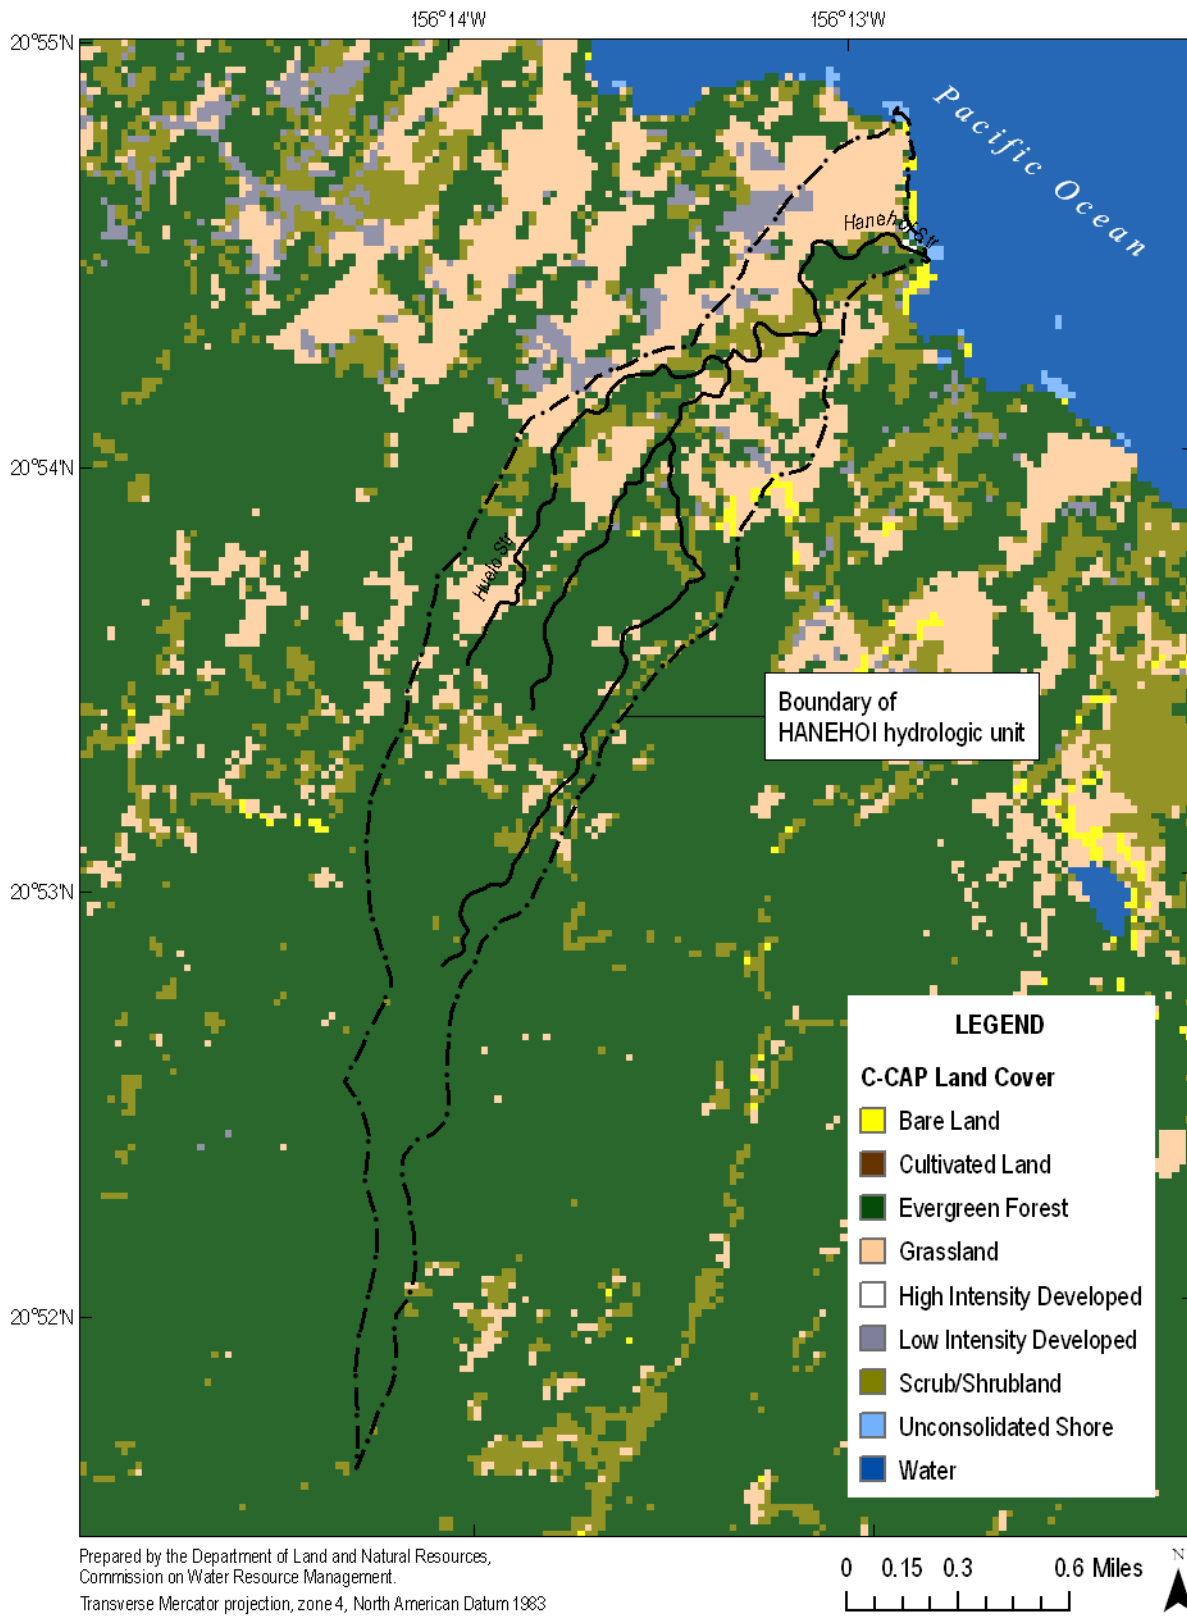 156°14'W
156°13'W
20°55'N
Pacific Ocean
Hanehoi Str
20°54'N
Huelo Str
Boundary of
HANEHOI hydrologic unit
20°53'N
LEGEND
C-CAP Land Cover
Bare Land
Cultivated Land
Evergreen Forest
Grassland
High Intensity Developed
20°52'N
Low Intensity Developed
Scrub/Shrubland
Unconsolidated Shore
Water
Prepared by the Department of Land and Natural Resources,
Commission on Water Resource Management.
Transverse Mercator projection, zone 4, North American Datum 1983
0 0.15 0.3 0.6 Miles
N